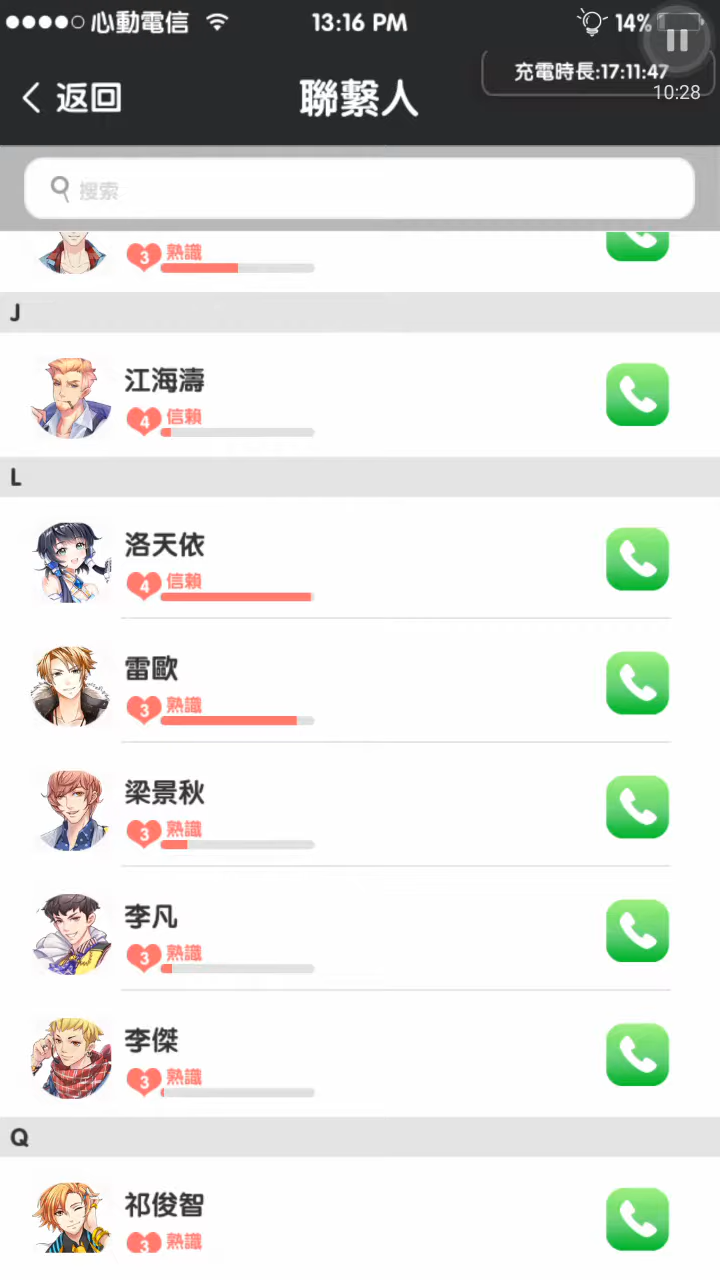 心動電信
13:16 PM
14%
充電時長:17:11:47
10:28
返回
聯繫人
搜索
3 熟識
J
江海濤
4 信賴
L
洛天依
4 信賴
雷歐
3 熟識
梁景秋
3 熟識
李凡
3 熟識
李傑
3 熟識
Q
祁俊智
3 熟識